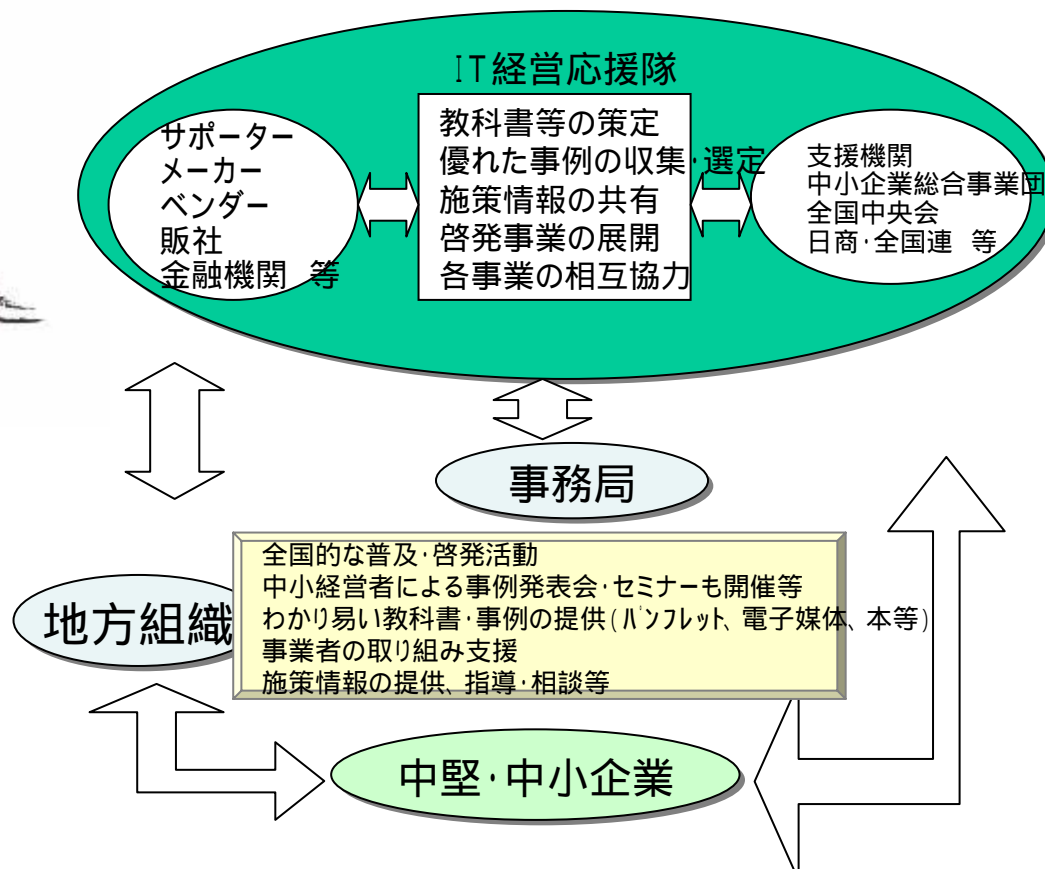 IT経営応援隊
サポーター
メーカー
ベンダー
販社
金融機関 等
教科書等の策定
優れた事例の収集・選定
施策情報の共有
啓発事業の展開
各事業の相互協力
支援機関
中小企業総合事業団
全国中央会
日商・全国連 等
事務局
地方組織
全国的な普及・啓発活動
中小経営者による事例発表会・セミナーも開催等
わかり易い教科書・事例の提供(パンフレット、電子媒体、本等)
事業者の取り組み支援
施策情報の提供、指導・相談等
中堅・中小企業